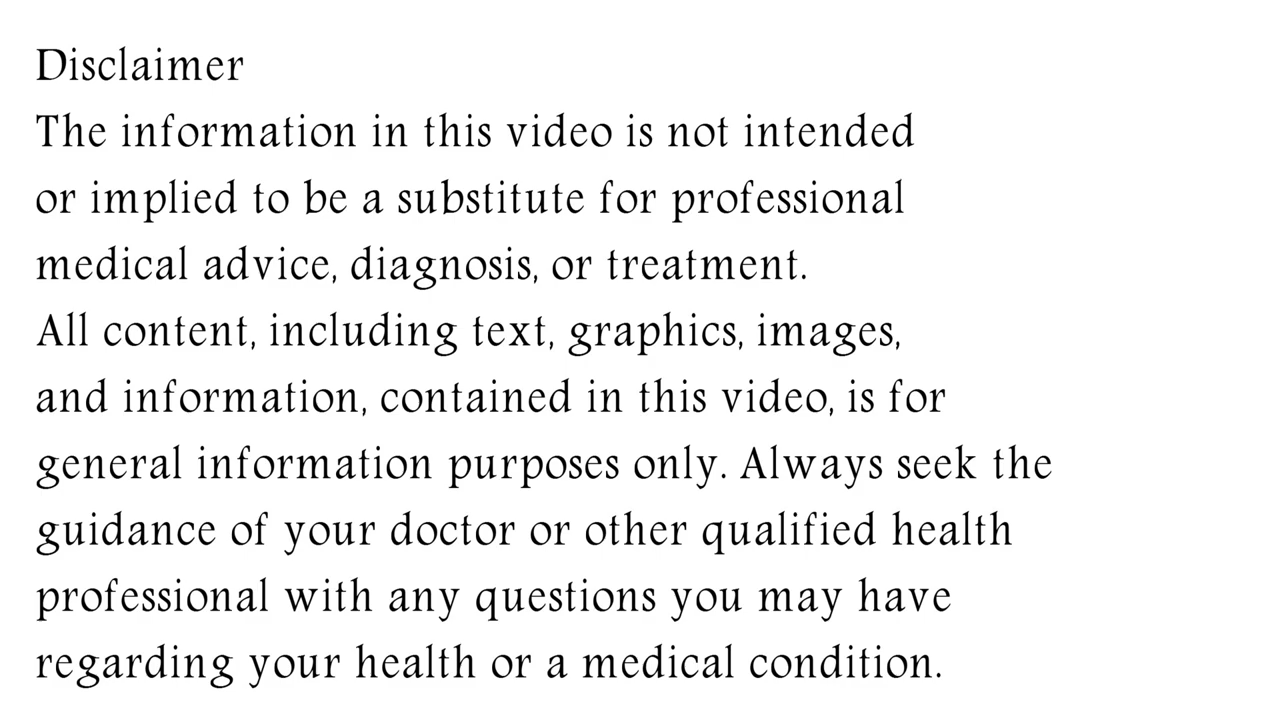 Disclaimer
The information in this video is not intended
or implied to be a substitute for professional
medical advice, diagnosis, or treatment.
All content, including text, graphics, images,
and information, contained in this video, is for
general information purposes only. Always seek the
guidance of your doctor or other qualified health
professional with any questions you may have
regarding your health or a medical condition.